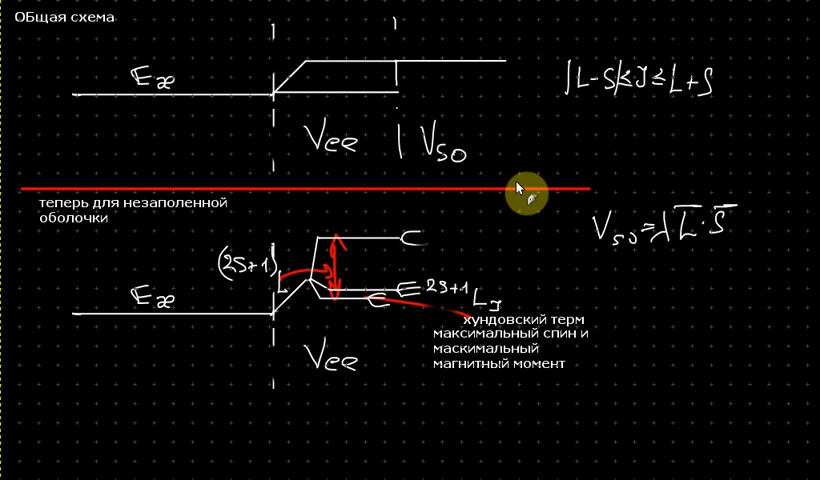 ОБщая схема
Eæ
|L-S|≤J≤L+S
Vee | Vso
теперь для незаполенной
оболочки
Vso=λL⃗·S⃗
(2S+1)L
Eæ
2S+1 L J
хундовский терм
максимальный спин и
маскимальный
магнитный момент
Vee